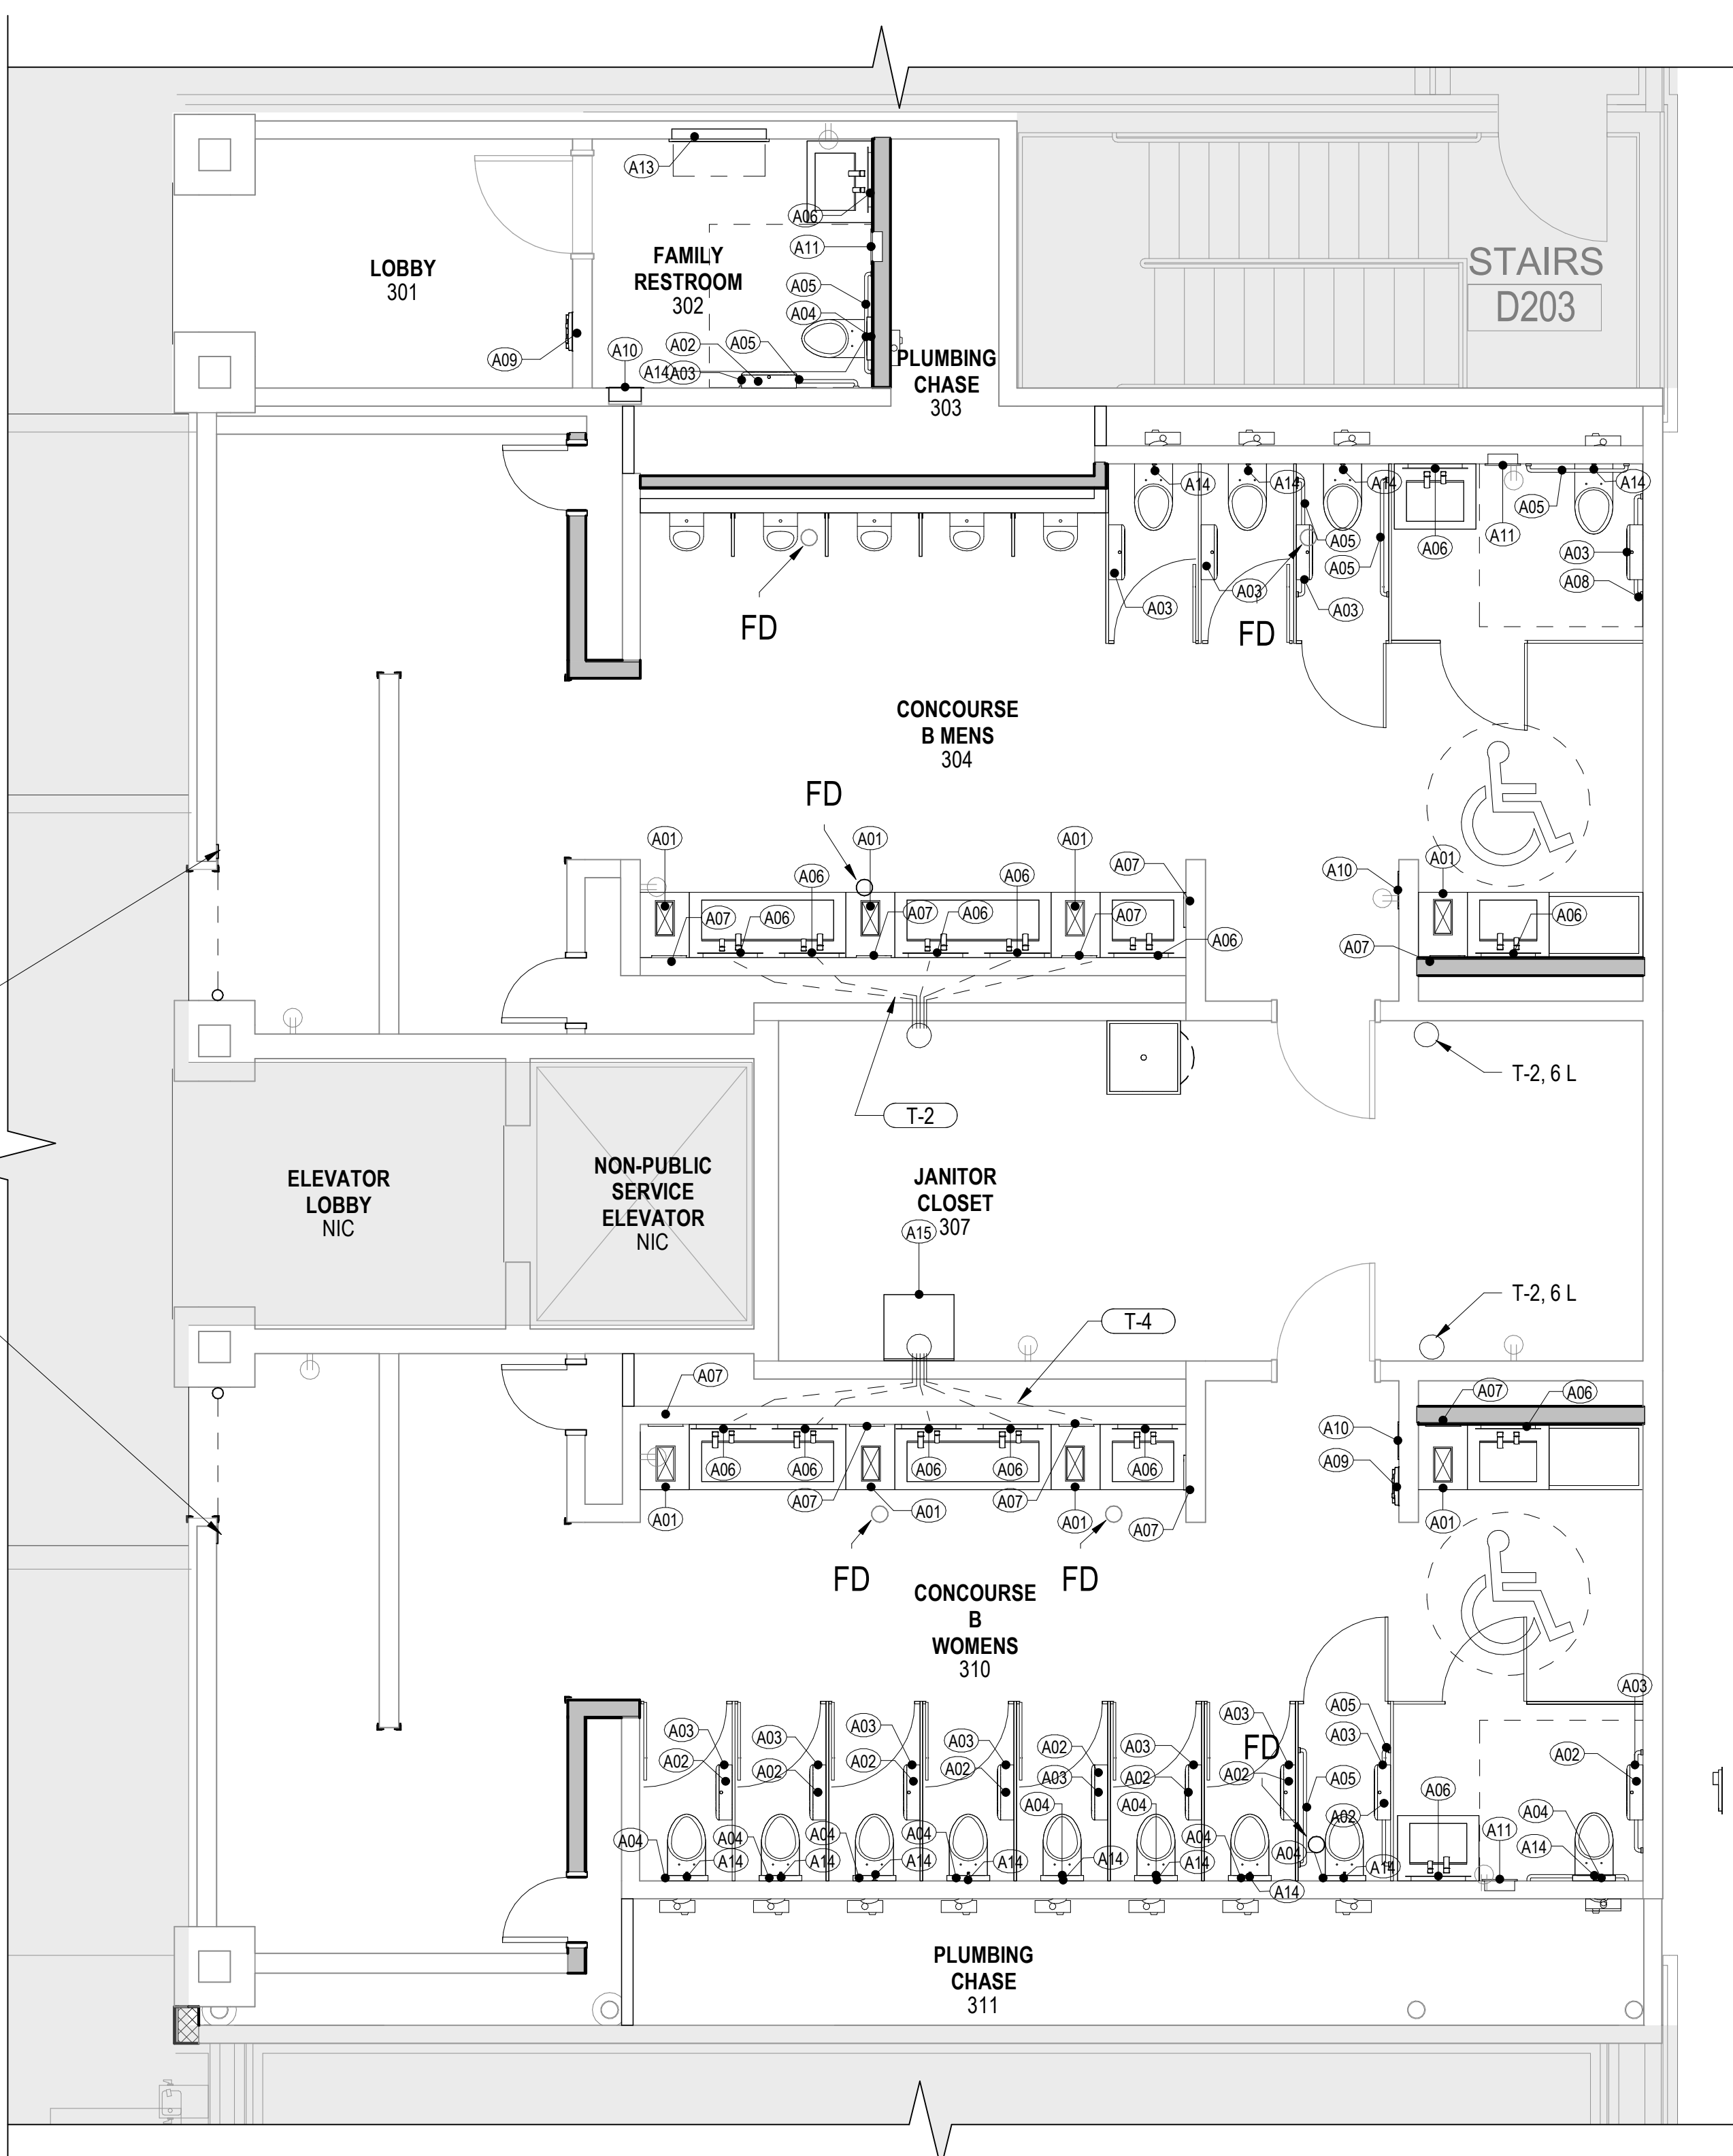 A13
A06
STAIRS
D203
LOBBY
301
FAMILY
RESTROOM
302
A11
A05
A04
A09
A10
A02
A05
A14
A03
PLUMBING
CHASE
303
A14
A14
A14
A14
A05
A06
A11
A05
A05
A03
A08
A03
A03
A03
FD
FD
CONCOURSE
B MENS
304
FD
A01
A01
A01
A07
A10
A01
A06
A06
A07
A06
A07
A06
A07
A06
A06
A07
T-2
T-2, 6 L
ELEVATOR
LOBBY
NIC
NON-PUBLIC
SERVICE
ELEVATOR
NIC
JANITOR
CLOSET
307
A15
T-2, 6 L
T-4
A07
A07
A06
A10
A09
A06
A06
A06
A06
A06
A07
A07
A01
A01
A01
A07
A01
FD
FD
CONCOURSE
B
WOMENS
310
A03
A03
A03
A03
A02
A03
A03
A05
A03
A03
FD
A02
A02
A02
A02
A03
A02
A02
A05
A02
A02
A04
A04
A06
A04
A11
A04
A04
A04
A04
A04
A04
A14
A14
A14
A14
A14
A14
A14
A14
A14
PLUMBING
CHASE
311